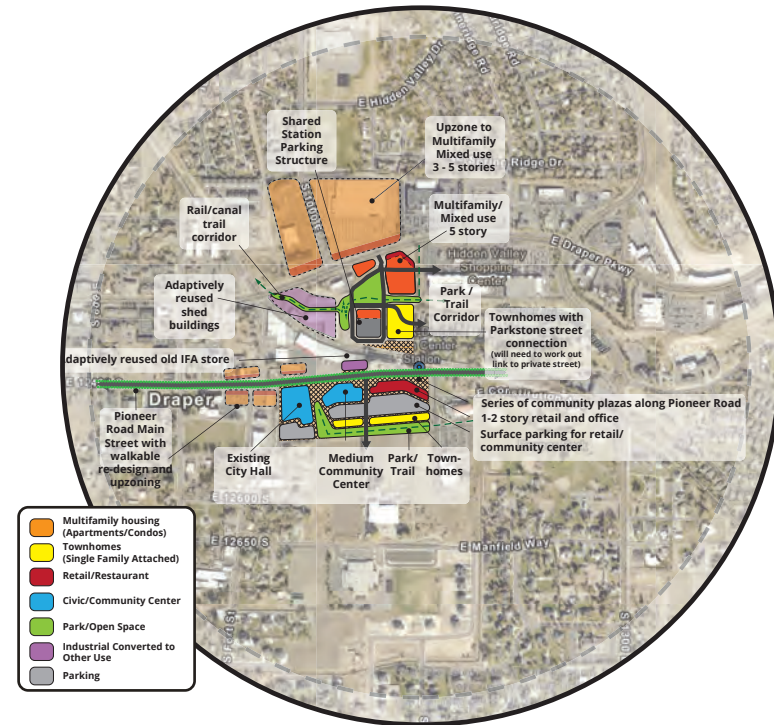 E Hidden Valley Dr
Shared
Station
Parking
Structure
Upzone to
Multifamily
Mixed use
3 - 5 stories
Ridge Dr
S 1000 E
Rail/canal
trail
corridor
Multifamily/
Mixed use
5 story
E Draper Pkwy
Hidden Valley
Shopping
Center
Adaptively
reused
shed
buildings
Park /
Trail
Corridor
Townhomes with
Parkstone street
connection
(will need to work out
link to private street)
Station
daptively reused old IFA store
Draper
Pioneer
Road Main
Street with
walkable
re-design and
upzoning
Existing
City Hall
Medium
Community
Center
Park/
Trail
Town-
homes
Series of community plazas along Pioneer Road
1-2 story retail and office
Surface parking for retail/
community center
E 12600 S
E 12650 S
E Manfield Way
S Fort St
S 1300 E
Multifamily housing
(Apartments/Condos)
Townhomes
(Single Family Attached)
Retail/Restaurant
Civic/Community Center
Park/Open Space
Industrial Converted to
Other Use
Parking